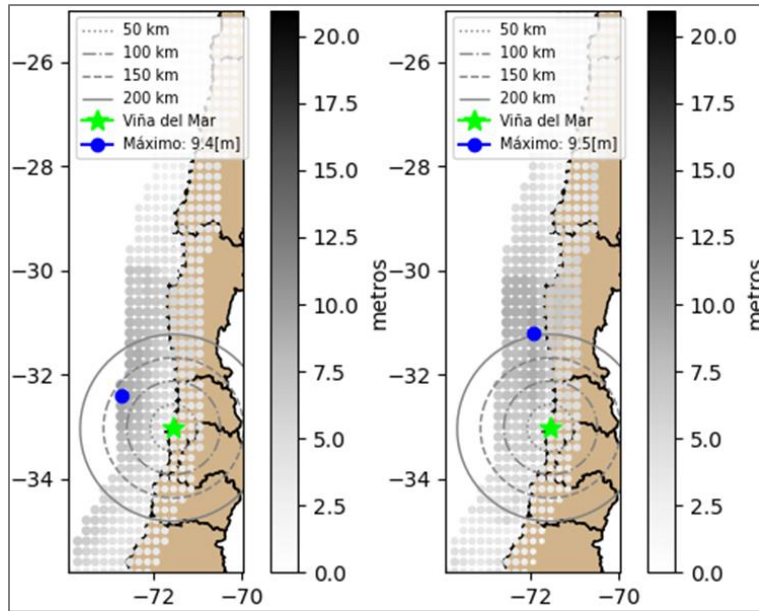 50 km
100 km
150 km
200 km
Viña del Mar
Máximo: 9.4[m]
−26
−28
−30
−32
−34
−72
−70
20.0
17.5
15.0
12.5
10.0
7.5
5.0
2.5
0.0
metros
50 km
100 km
150 km
200 km
Viña del Mar
Máximo: 9.5[m]
−26
−28
−30
−32
−34
−72
−70
20.0
17.5
15.0
12.5
10.0
7.5
5.0
2.5
0.0
metros